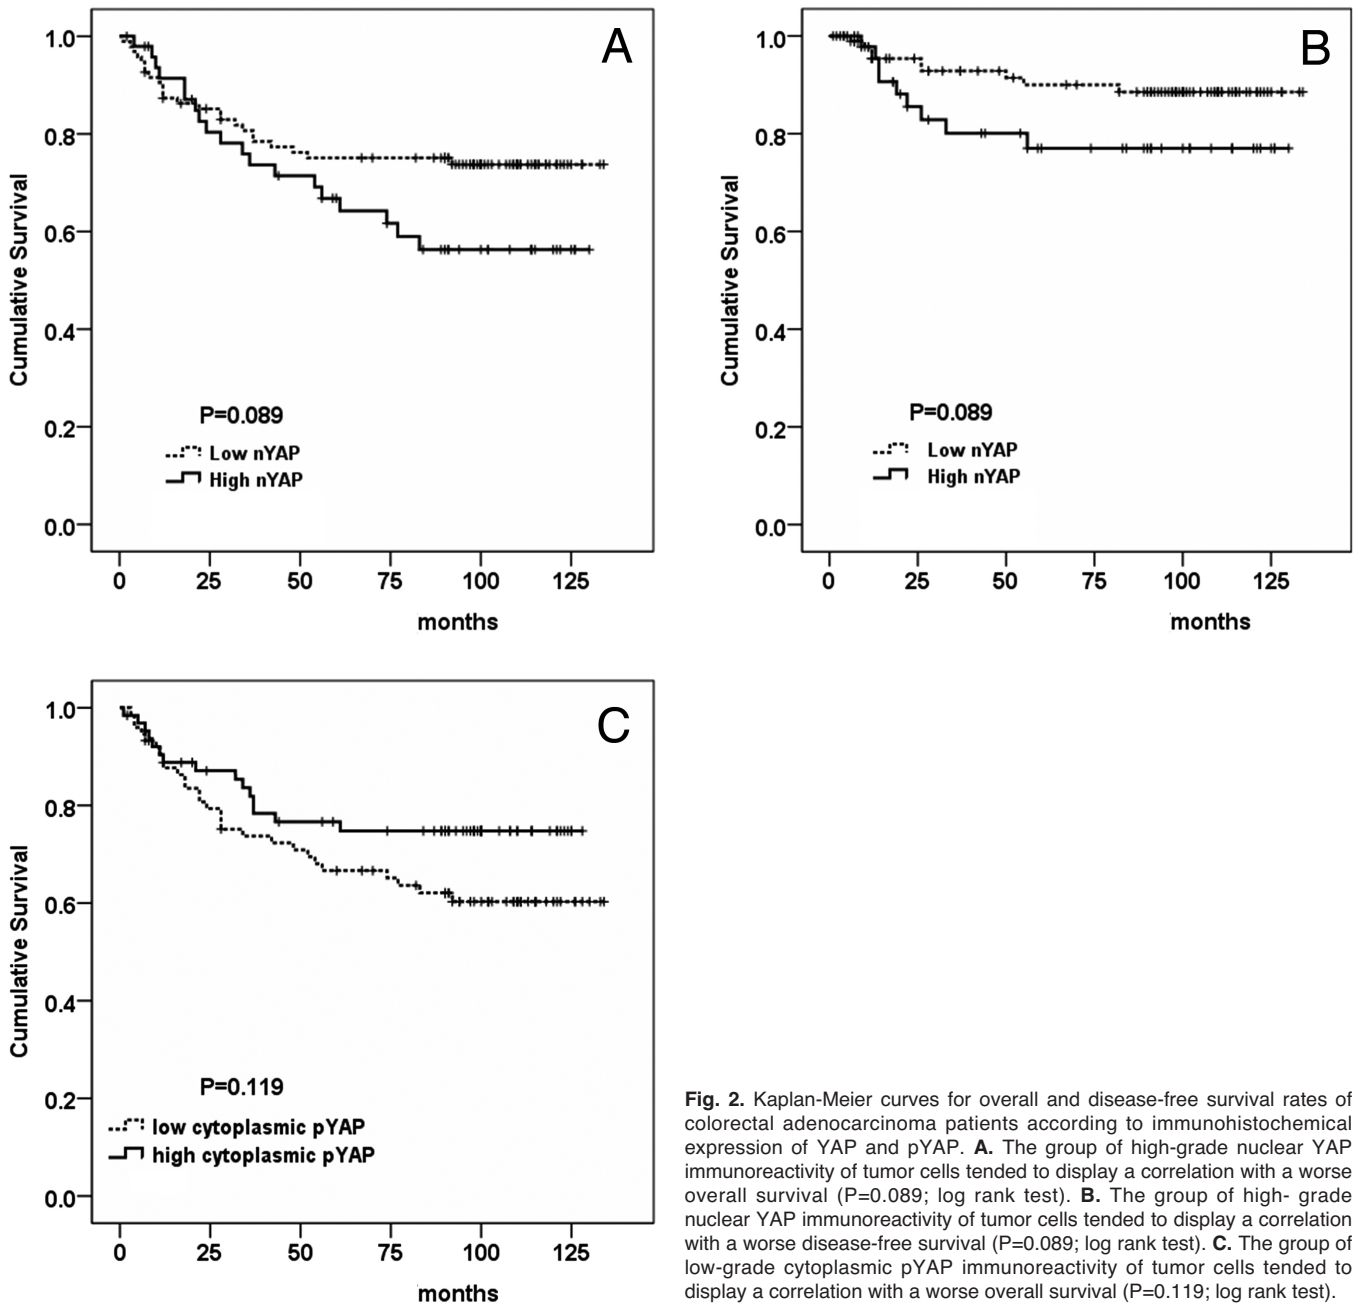 A
1.0
0.8
0.6
0.4
0.2
0.0
Cumulative Survival
P=0.089
Low nYAP
High nYAP
0 25 50 75 100 125
months
B
1.0
0.8
0.6
0.4
0.2
0.0
Cumulative Survival
P=0.089
Low nYAP
High nYAP
0 25 50 75 100 125
months
C
1.0
0.8
0.6
0.4
0.2
0.0
Cumulative Survival
P=0.119
low cytoplasmic pYAP
high cytoplasmic pYAP
0 25 50 75 100 125
months
Fig. 2. Kaplan-Meier curves for overall and disease-free survival rates of
colorectal adenocarcinoma patients according to immunohistochemical
expression of YAP and pYAP. A. The group of high-grade nuclear YAP
immunoreactivity of tumor cells tended to display a correlation with a worse
overall survival (P=0.089; log rank test). B. The group of high- grade
nuclear YAP immunoreactivity of tumor cells tended to display a correlation
with a worse disease-free survival (P=0.089; log rank test). C. The group of
low-grade cytoplasmic pYAP immunoreactivity of tumor cells tended to
display a correlation with a worse overall survival (P=0.119; log rank test).